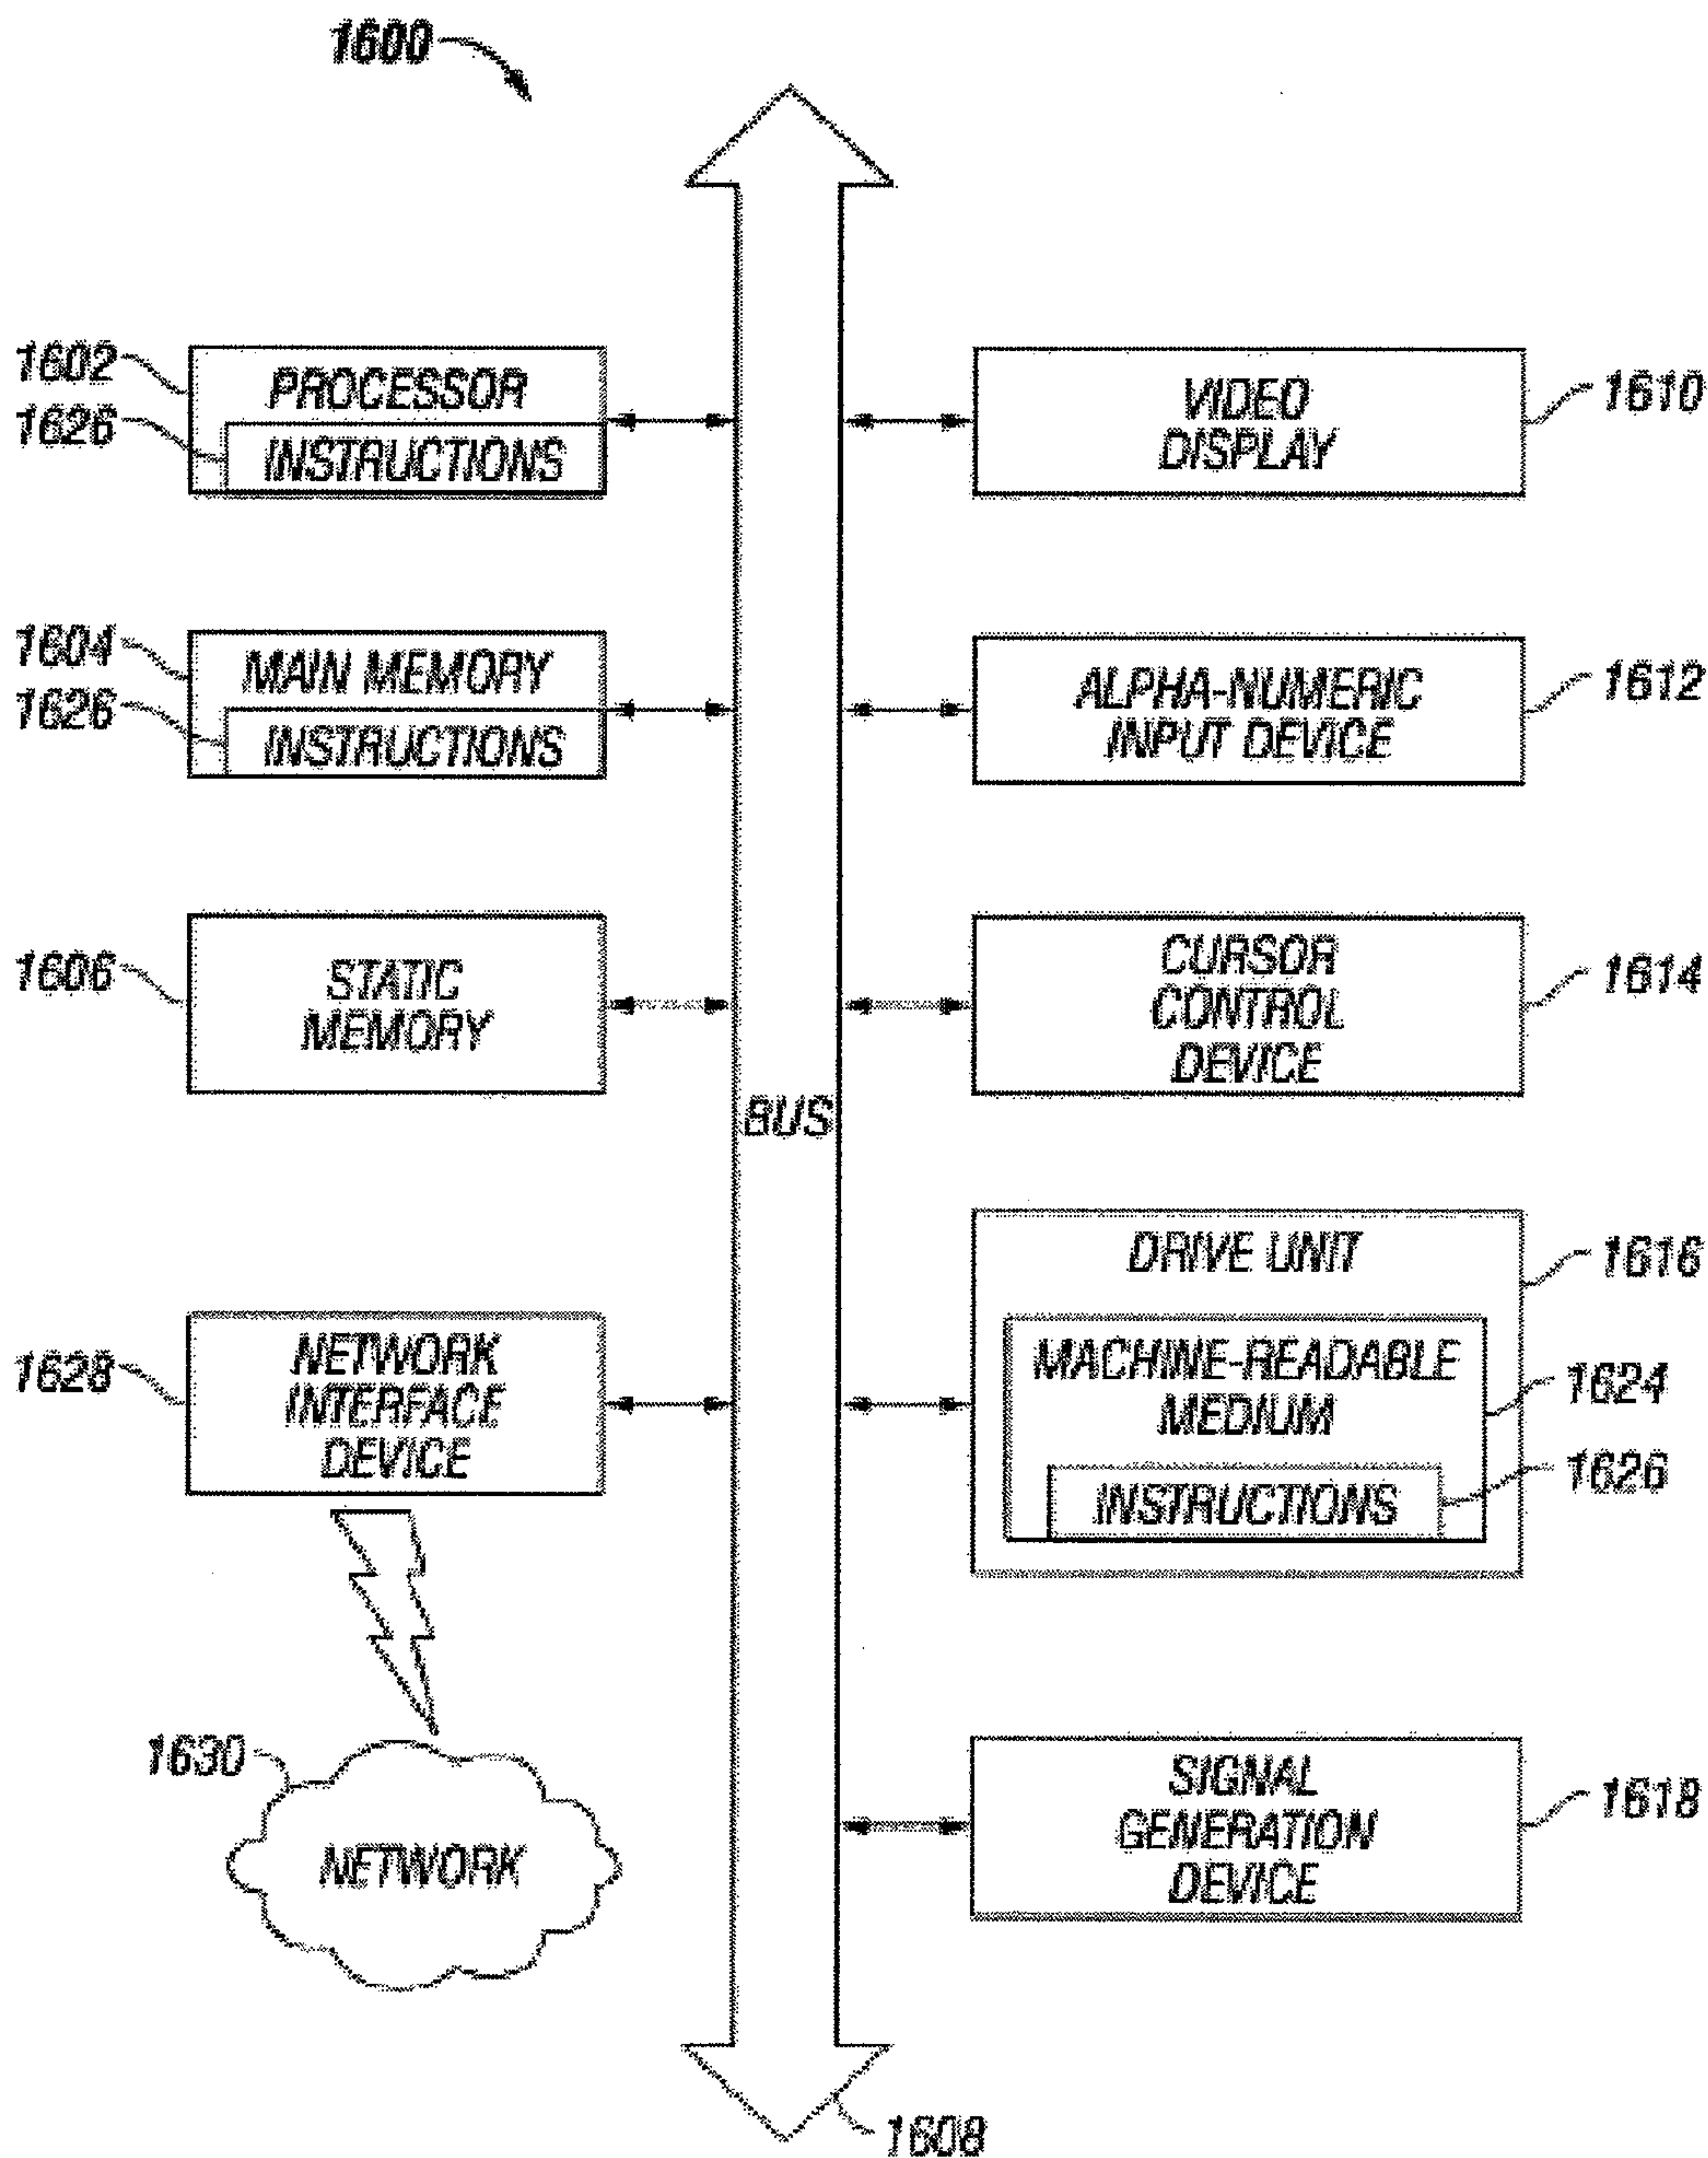 1600
1602
PROCESSOR
1626
INSTRUCTIONS
VIDEO
DISPLAY
1610
1604
MAIN MEMORY
1626
INSTRUCTIONS
ALPHA-NUMERIC
INPUT DEVICE
1612
1606
STATIC
MEMORY
CURSOR
CONTROL
DEVICE
1614
BUS
1628
NETWORK
INTERFACE
DEVICE
DRIVE UNIT
1616
MACHINE-READABLE
MEDIUM
1624
INSTRUCTIONS
1626
1630
NETWORK
SIGNAL
GENERATION
DEVICE
1618
1608